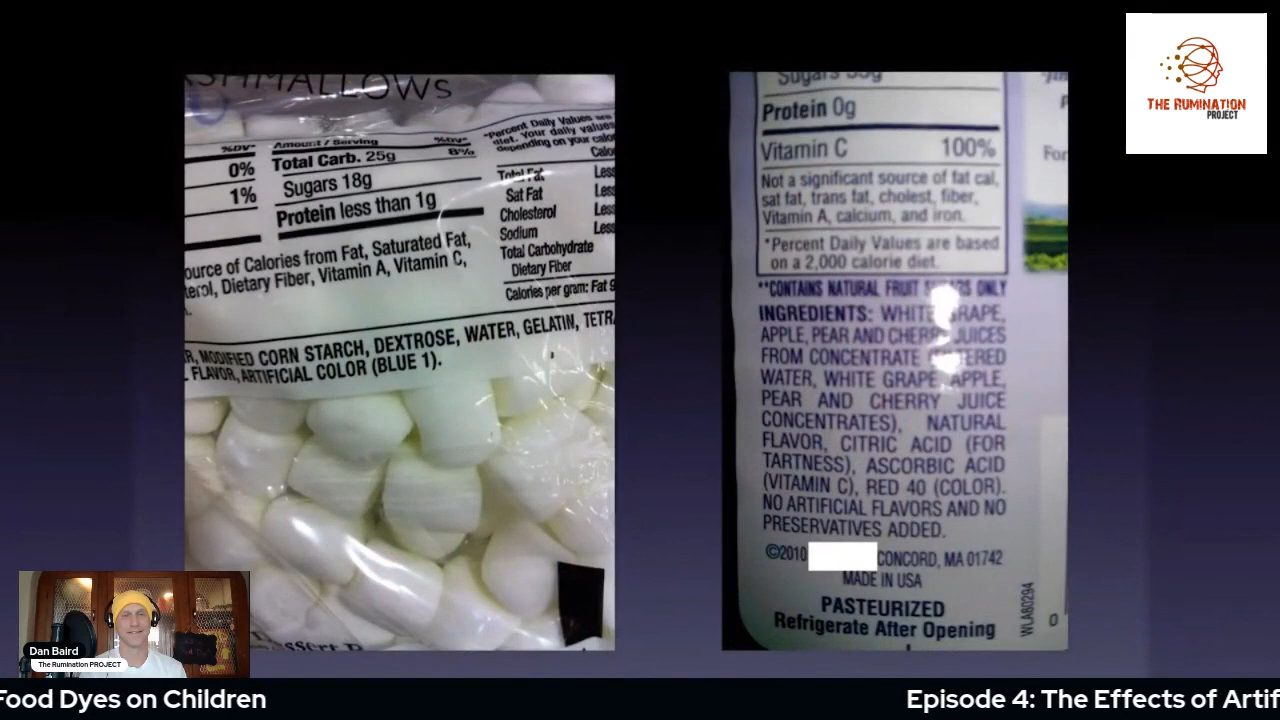 SHMALLOWS
%DV*
0%
1%
Amount / Serving %DV*
Total Carb. 25g 8%
Sugars 18g
Protein less than 1g
*Percent Daily Values are
diet. Your daily values
depending on your calor
Calor
Total Fat Less
Sat Fat Less
Cholesterol Less
Sodium Less
Total Carbohydrate
Dietary Fiber
Calories per gram: Fat 9
ource of Calories from Fat, Saturated Fat,
terol, Dietary Fiber, Vitamin A, Vitamin C,
R, MODIFIED CORN STARCH, DEXTROSE, WATER, GELATIN, TETRA
FLAVOR, ARTIFICIAL COLOR (BLUE 1).
Sugars
Protein 0g
Vitamin C 100%
Not a significant source of fat cal,
sat fat, trans fat, cholest, fiber,
Vitamin A, calcium, and iron.
*Percent Daily Values are based
on a 2,000 calorie diet.
**CONTAINS NATURAL FRUIT ONLY
INGREDIENTS: WHITE GRAPE,
APPLE, PEAR AND CHERRY JUICES
FROM CONCENTRATE
WATER, WHITE GRAPE, APPLE,
PEAR AND CHERRY JUICE
CONCENTRATES), NATURAL
FLAVOR, CITRIC ACID (FOR
TARTNESS), ASCORBIC ACID
(VITAMIN C), RED 40 (COLOR).
NO ARTIFICIAL FLAVORS AND NO
PRESERVATIVES ADDED.
©2010 CONCORD, MA 01742
MADE IN USA
PASTEURIZED
Refrigerate After Opening
WLA80294
For
THE RUMINATION
PROJECT
Dan Baird
The Rumination PROJECT
Food Dyes on Children
Episode 4: The Effects of Artif